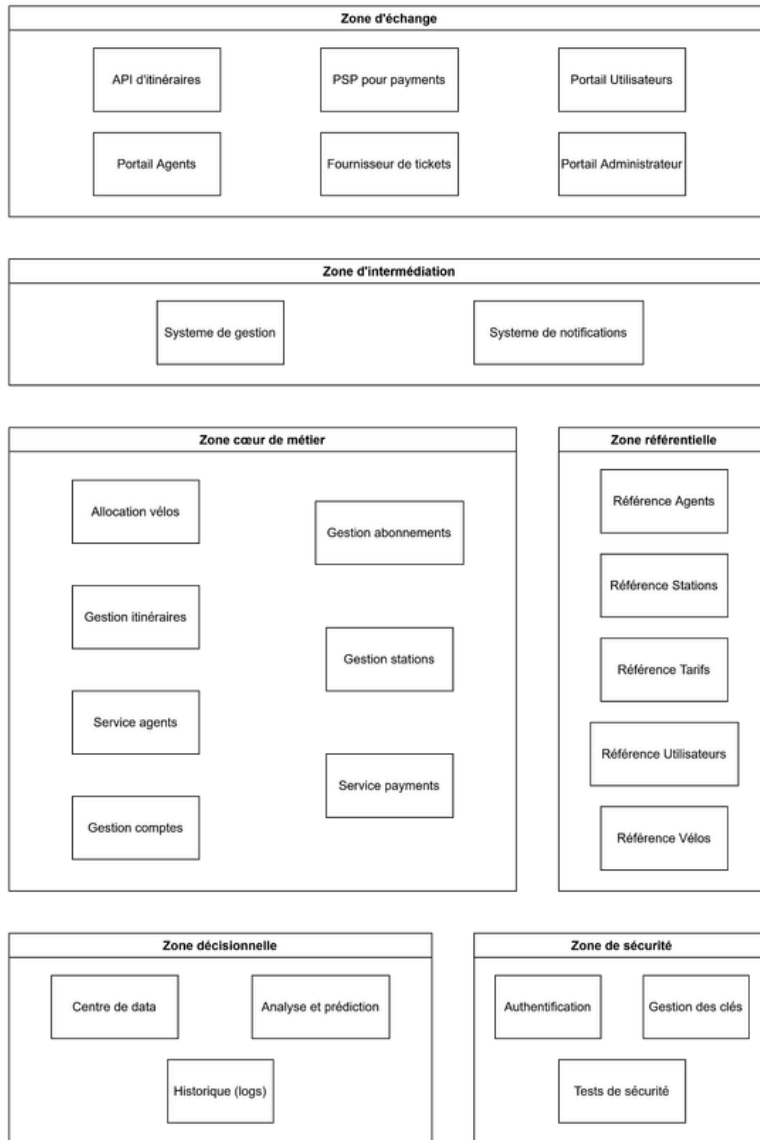 Zone d'échange
API d'itinéraires
PSP pour payments
Portail Utilisateurs
Portail Agents
Fournisseur de tickets
Portail Administrateur
Zone d'intermédiation
Systeme de gestion
Systeme de notifications
Zone cœur de métier
Allocation vélos
Gestion abonnements
Gestion itinéraires
Gestion stations
Service agents
Service payments
Gestion comptes
Zone référentielle
Référence Agents
Référence Stations
Référence Tarifs
Référence Utilisateurs
Référence Vélos
Zone décisionnelle
Centre de data
Analyse et prédiction
Historique (logs)
Zone de sécurité
Authentification
Gestion des clés
Tests de sécurité